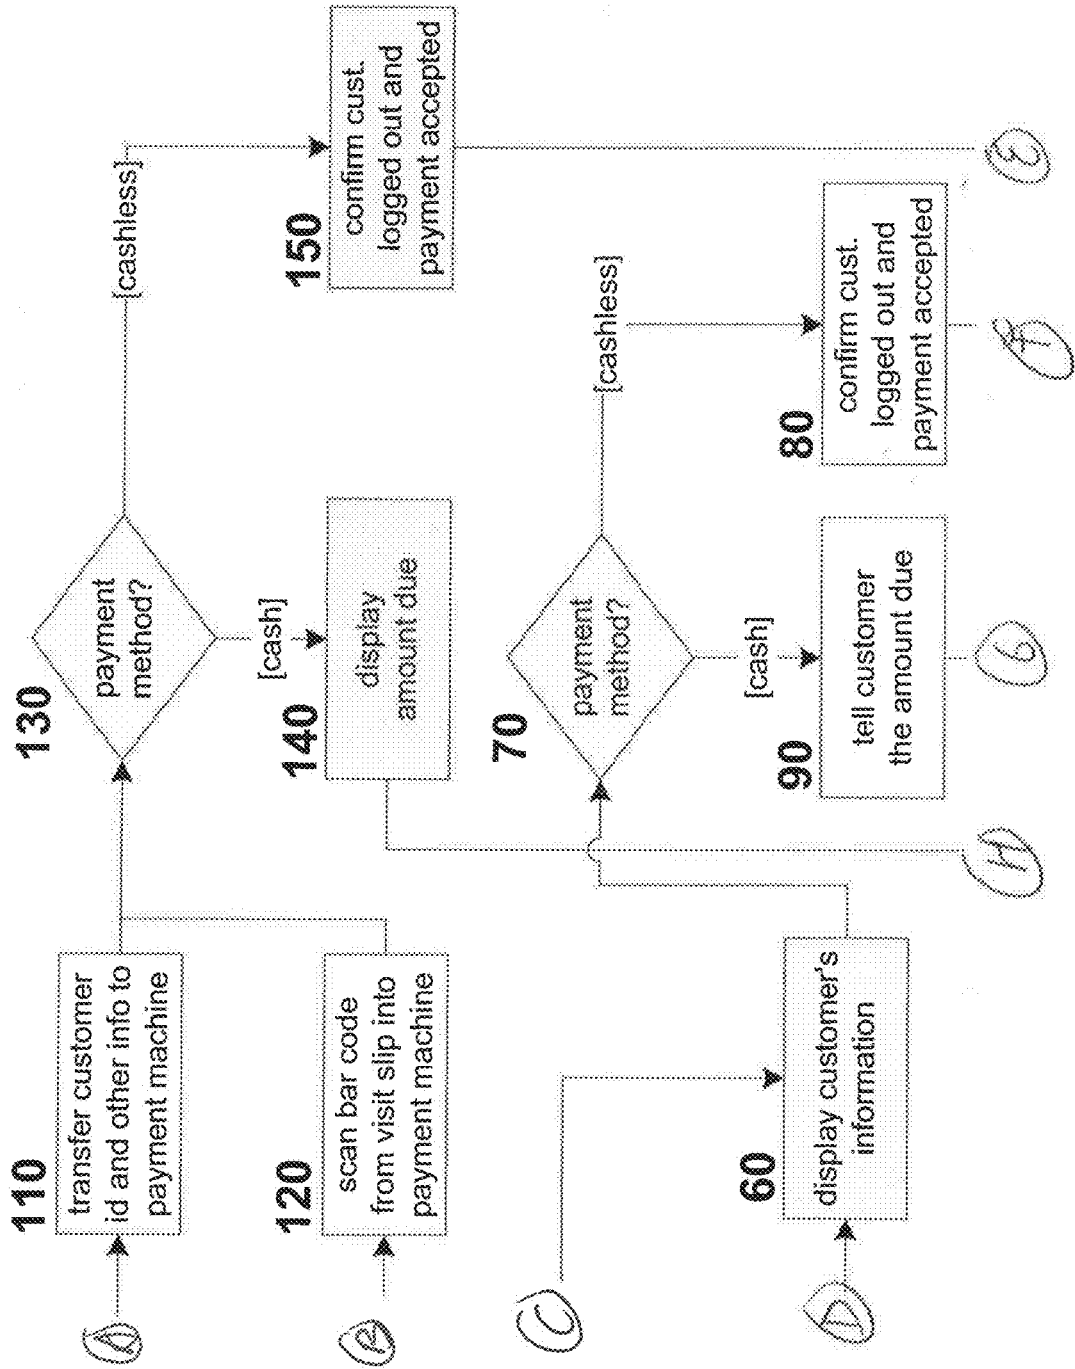 110
transfer customer
id and other info to
payment machine
A
130
payment
method?
[cashless]
[cash]
150
confirm cust.
logged out and
payment accepted
140
display
amount due
120
scan bar code
from visit slip into
payment machine
B
70
payment
method?
[cashless]
[cash]
C
60
display customer's
information
D
90
tell customer
the amount due
80
confirm cust.
logged out and
payment accepted
H
G
F
E